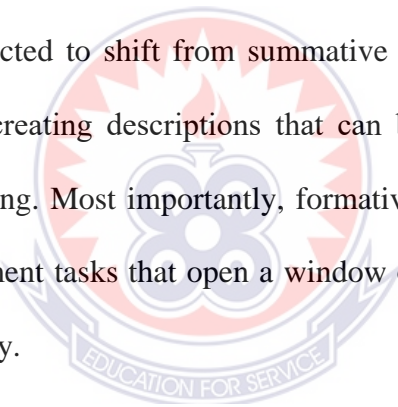 cted to shift from summative
creating descriptions that can b
ng. Most importantly, formativ
nent tasks that open a window
y.
EDUCATION FOR SERVICE